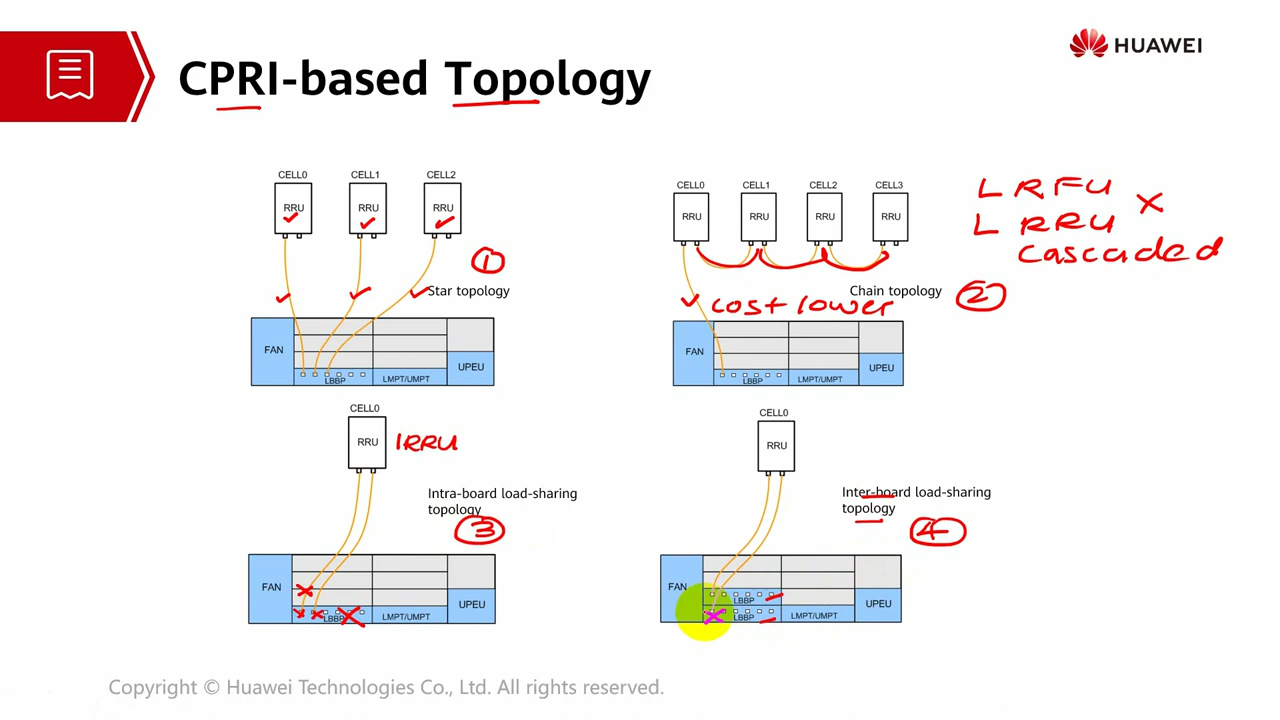 HUAWEI
CPRI-based Topology
CELL0 CELL1 CELL2
RRU RRU RRU
1
Star topology
FAN
LBBP LMPT/UMPT UPEU
CELL0 CELL1 CELL2 CELL3
RRU RRU RRU RRU
L RFU
L RRU
cascaded
Chain topology 2
cost lower
FAN
LBBP LMPT/UMPT UPEU
CELL0
RRU 1RRU
Intra-board load-sharing
topology
3
FAN
LBBP LMPT/UMPT UPEU
CELL0
RRU
Inter-board load-sharing
topology
4
FAN
LBBP
LBBP LMPT/UMPT UPEU
Copyright © Huawei Technologies Co., Ltd. All rights reserved.